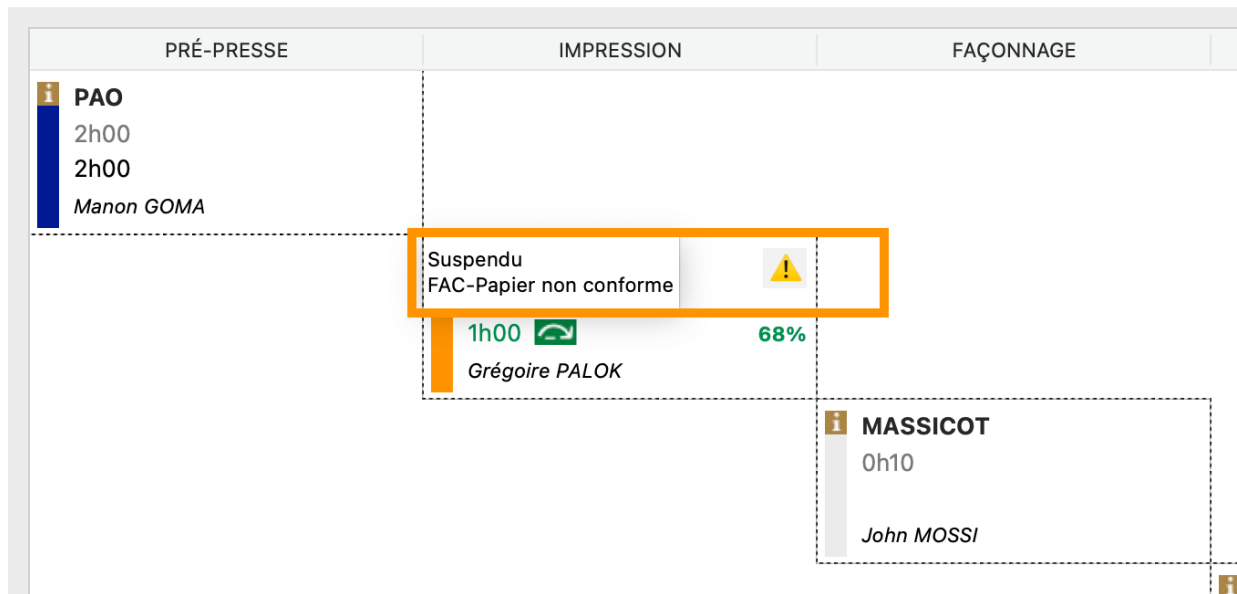 PRÉ-PRESSE IMPRESSION FAÇONNAGE
i PAO
2h00
2h00
Manon GOMA
Suspendu
FAC-Papier non conforme
1h00 68%
Grégoire PALOK
i MASSICOT
0h10
John MOSSI
i